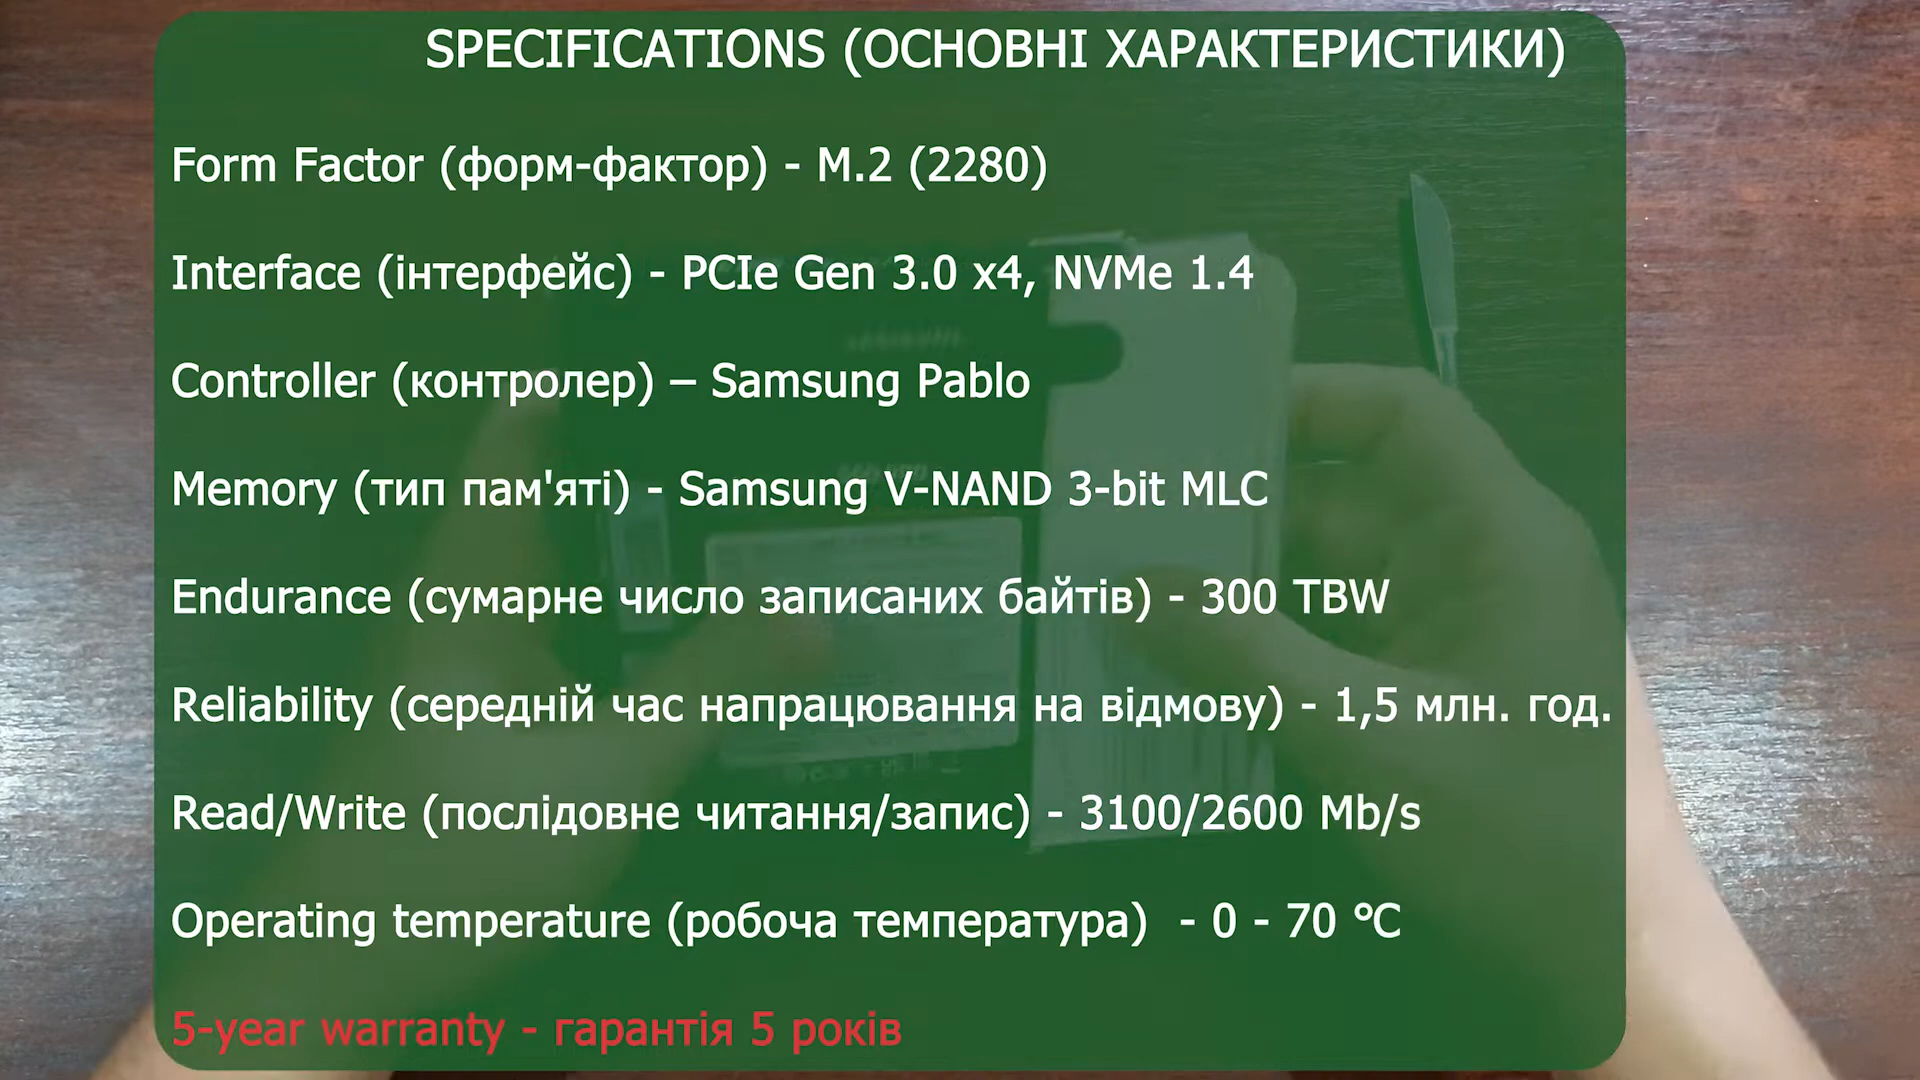 SPECIFICATIONS (ОСНОВНІ ХАРАКТЕРИСТИКИ)
Form Factor (форм-фактор) - M.2 (2280)
Interface (інтерфейс) - PCIe Gen 3.0 x4, NVMe 1.4
Controller (контролер) – Samsung Pablo
Memory (тип пам'яті) - Samsung V-NAND 3-bit MLC
Endurance (сумарне число записаних байтів) - 300 TBW
Reliability (середній час напрацювання на відмову) - 1,5 млн. год.
Read/Write (послідовне читання/запис) - 3100/2600 Mb/s
Operating temperature (робоча температура)  - 0 - 70 °C
5-year warranty - гарантія 5 років